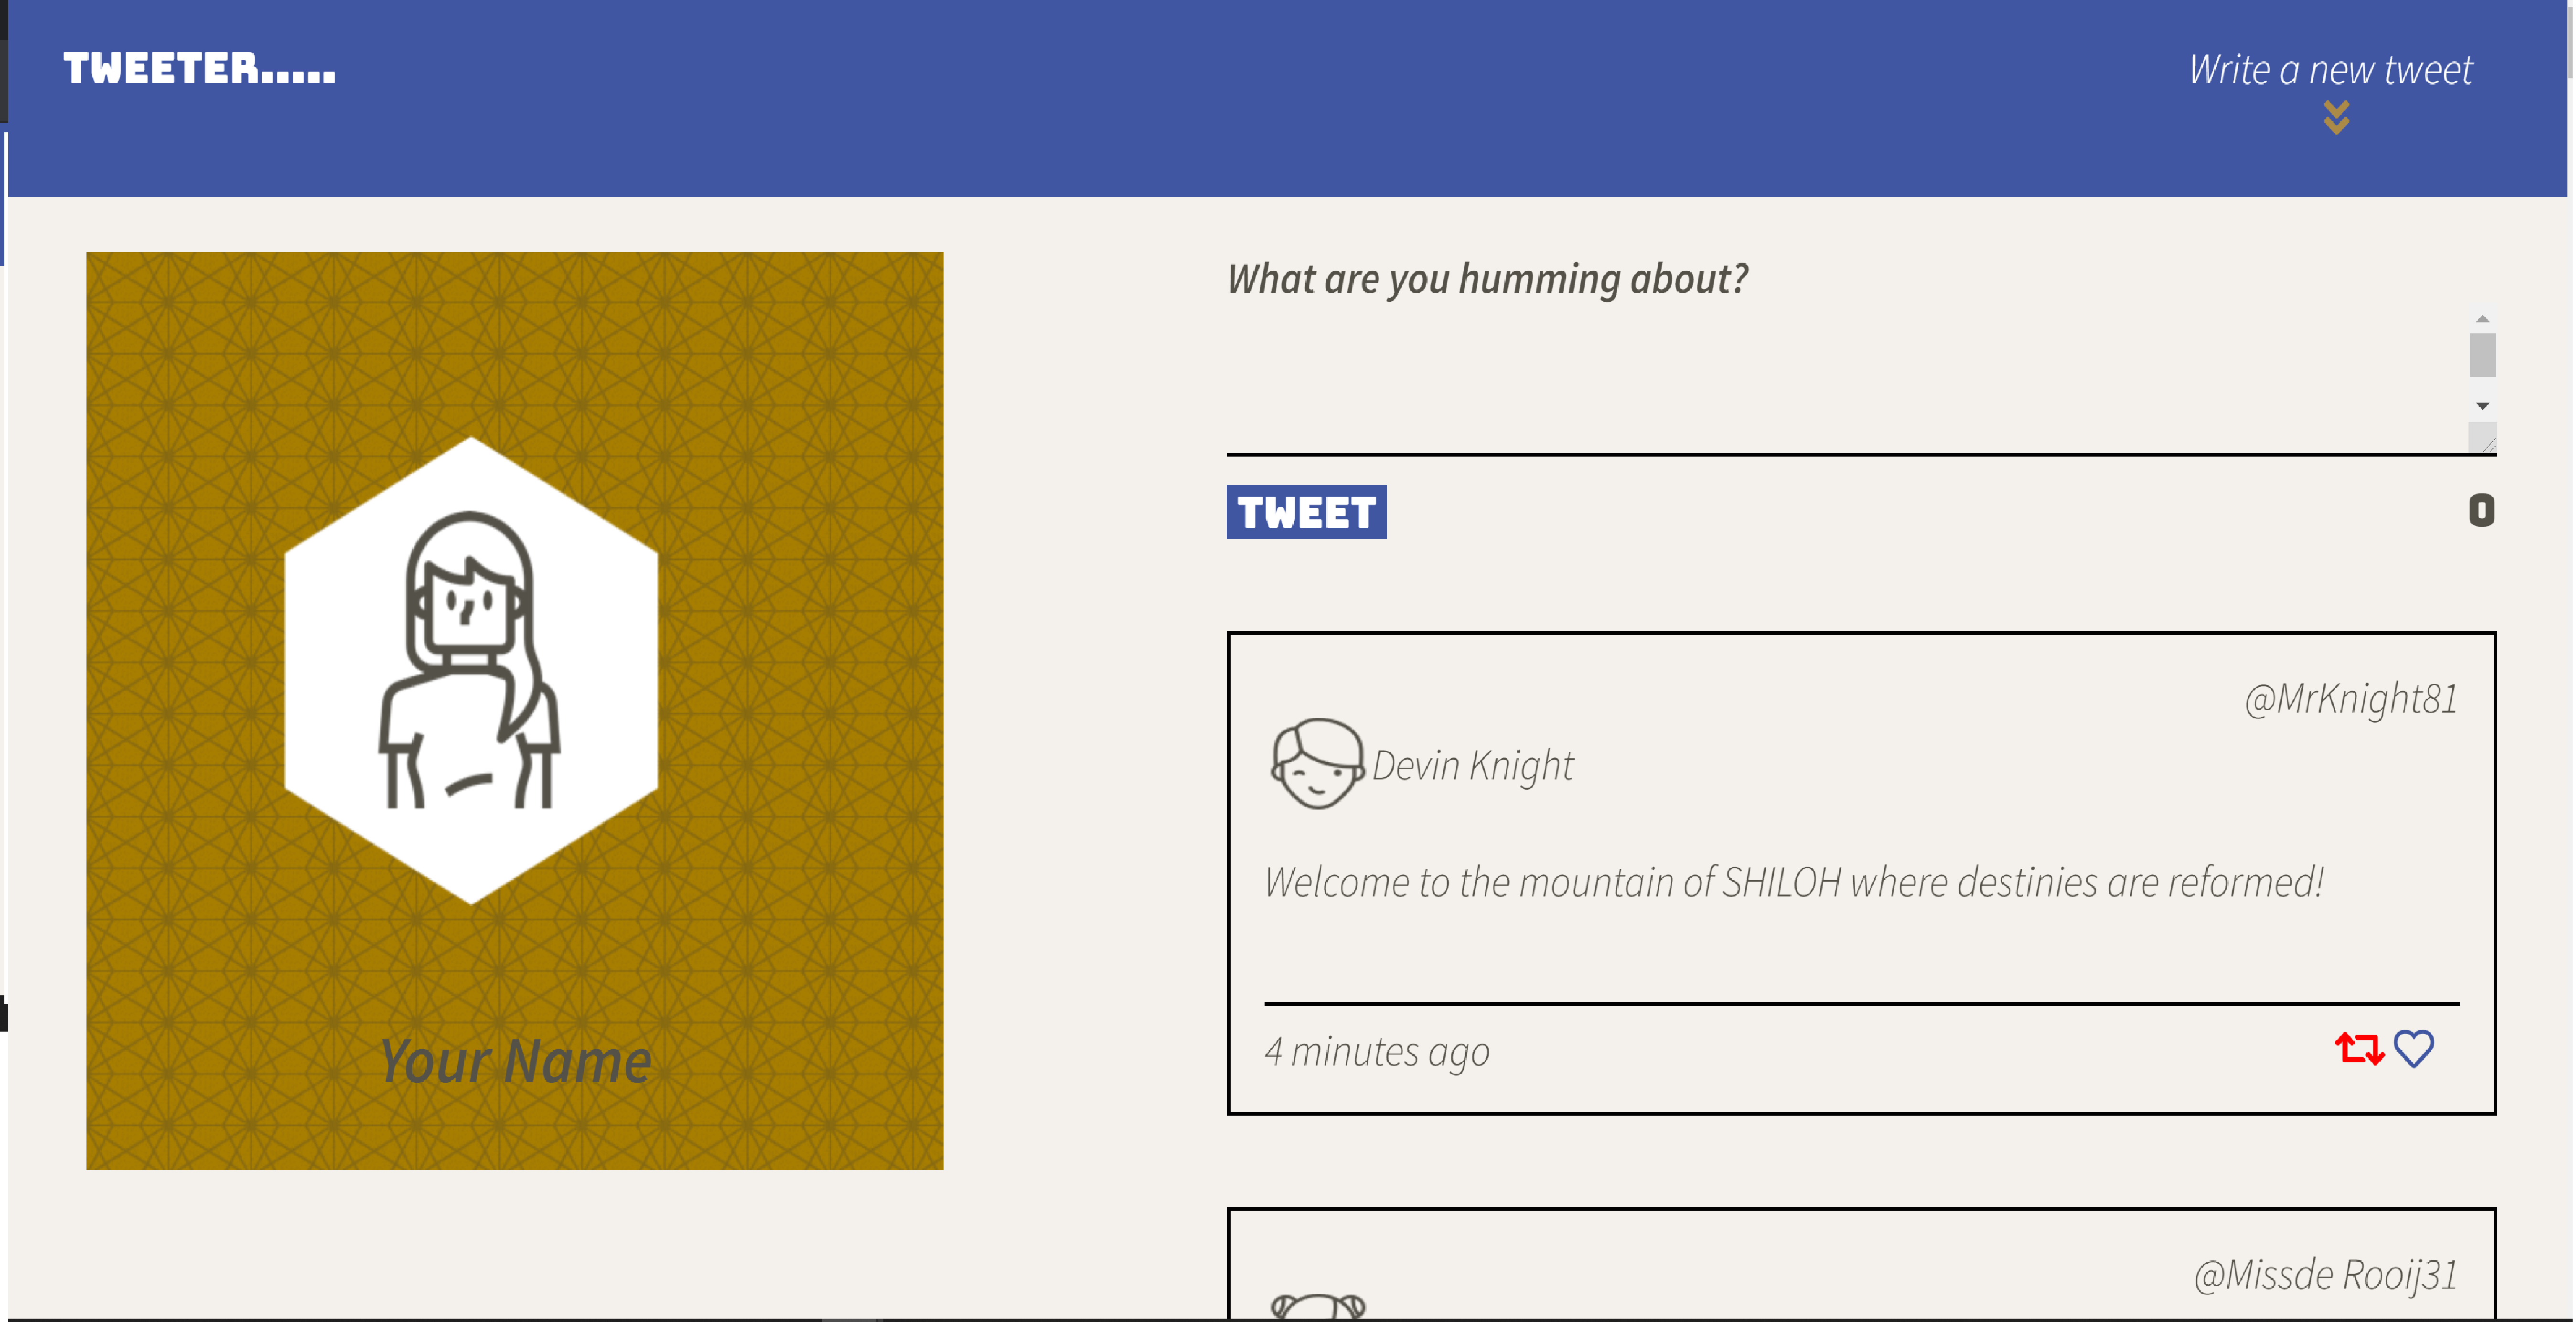 TWEETER.....
Write a new tweet
Your Name
What are you humming about?
TWEET
0
@MrKnight81
Devin Knight
Welcome to the mountain of SHILOH where destinies are reformed!
4 minutes ago
@Missde Rooij31